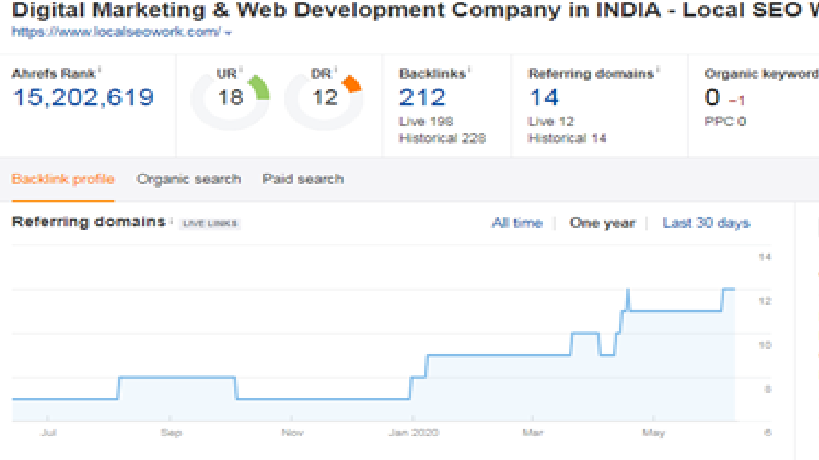 Digital Marketing & Web Development Company in INDIA - Local SEO W
https://www.localseowork.com/
Ahrefs Rank i UR i DR i Backlinks i Referring domains i Organic keyword
15,202,619 18 12 212 14 0 -1
Live 198 Live 12 PPC 0
Historical 228 Historical 14
Backlink profile Organic search Paid search
Referring domains i LIVE LINKS All time One year Last 30 days
14
12
10
8
Jul Sep Nov Jan 2020 Mar May 6